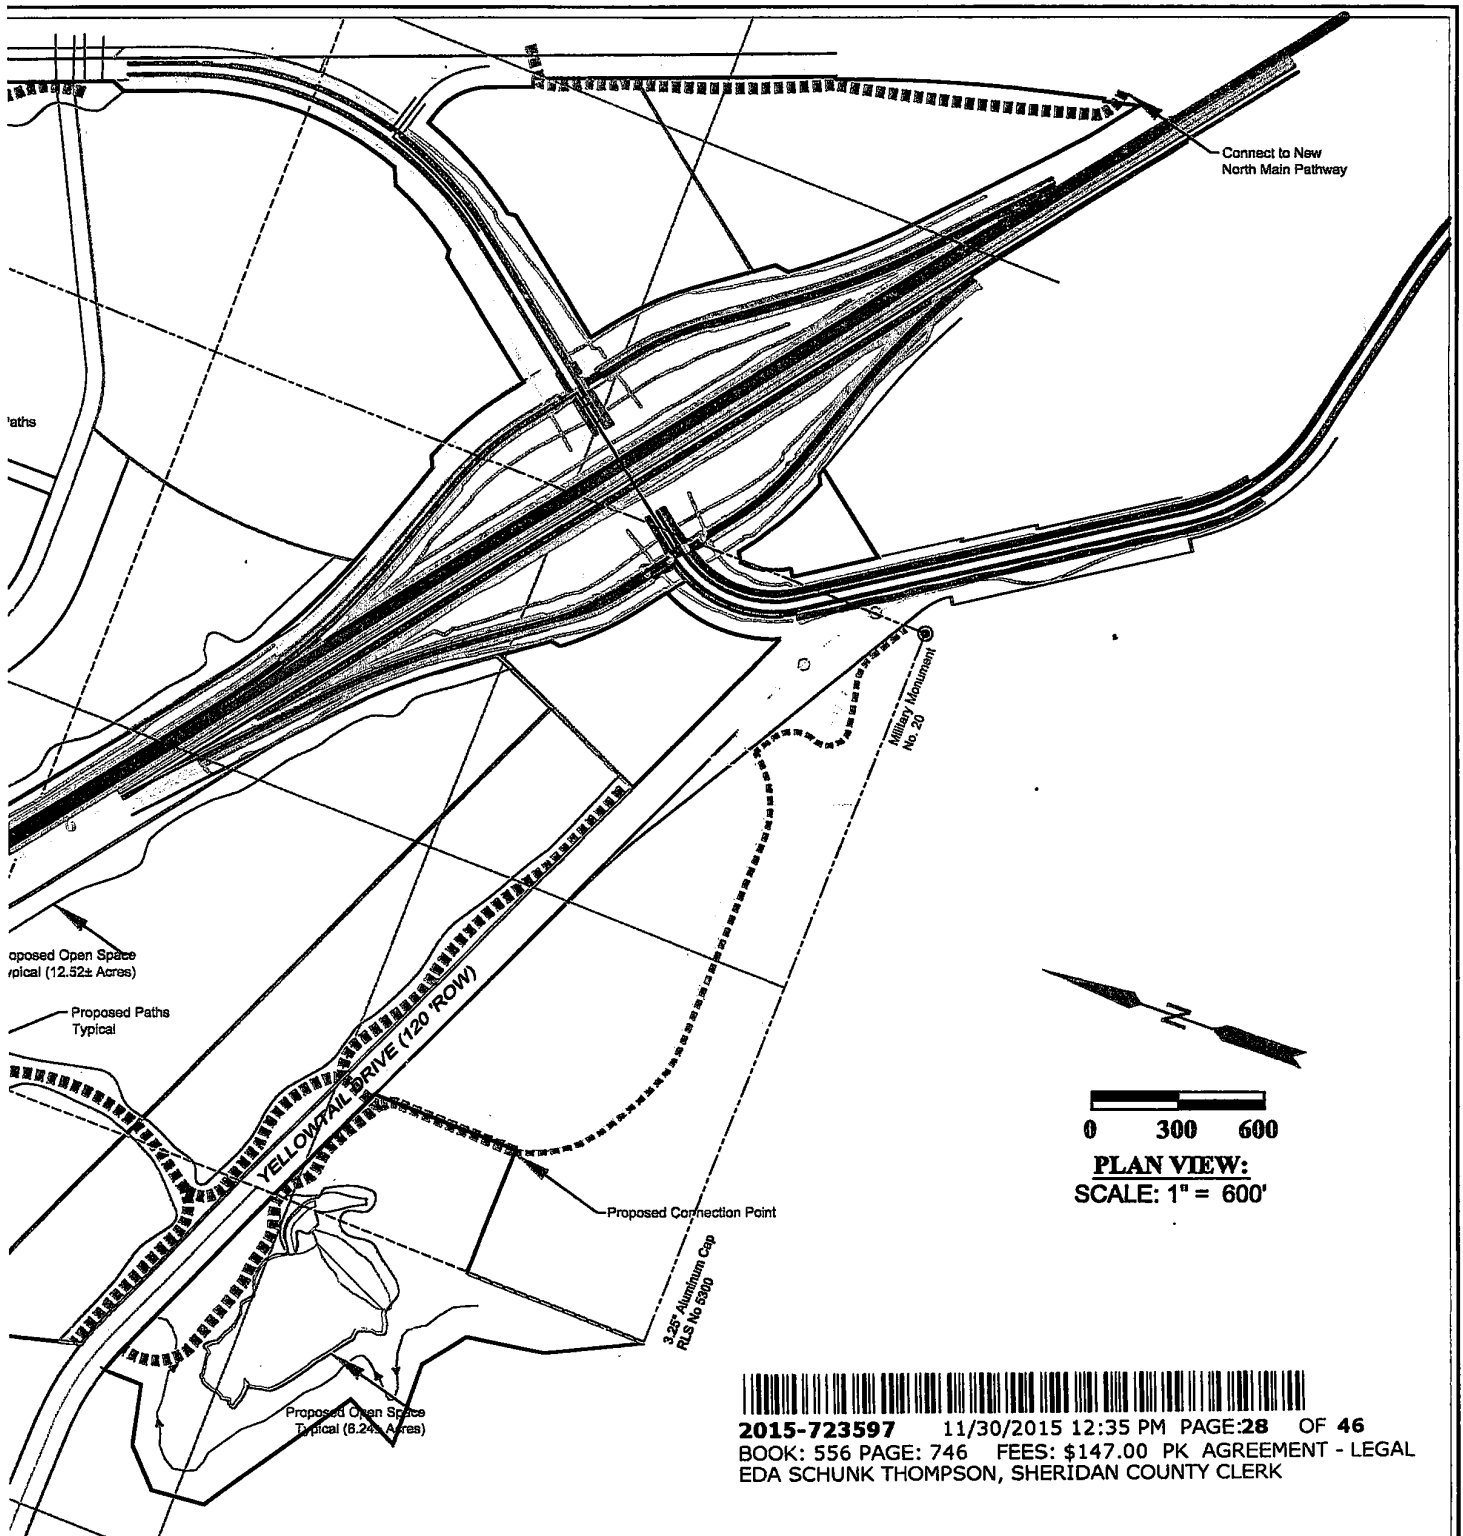 Connect to New
North Main Pathway
Paths
Military Monument
No. 20
oposed Open Space
ypical (12.52± Acres)
Proposed Paths
Typical
YELLOWTAIL DRIVE (120 'ROW)
N
0 300 600
PLAN VIEW:
SCALE: 1" = 600'
Proposed Connection Point
3.25" Aluminum Cap
RLS No 5300
Proposed Open Space
Typical (8.24± Acres)
2015-723597 11/30/2015 12:35 PM PAGE:28 OF 46
BOOK: 556 PAGE: 746 FEES: $147.00 PK AGREEMENT - LEGAL
EDA SCHUNK THOMPSON, SHERIDAN COUNTY CLERK